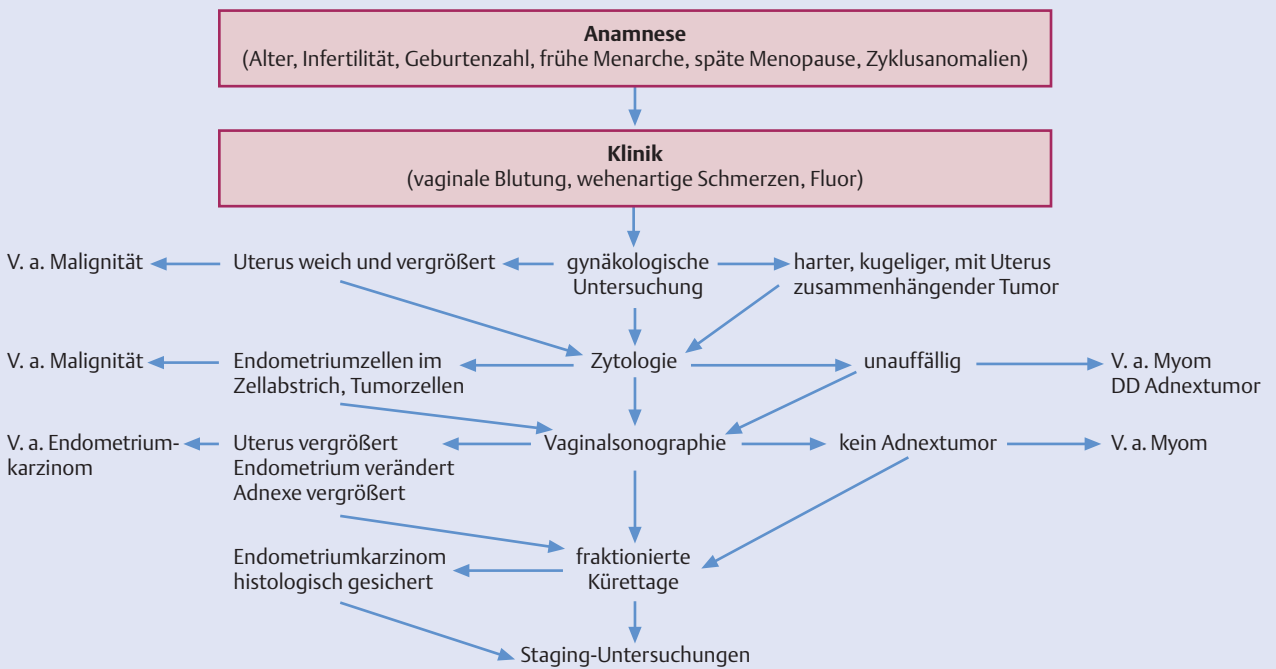 Anamnese
(Alter, Infertilität, Geburtenzahl, frühe Menarche, späte Menopause, Zyklusanomalien)
Klinik
(vaginale Blutung, wehenartige Schmerzen, Fluor)
V. a. Malignität
Uterus weich und vergrößert
gynäkologische
Untersuchung
harter, kugeliger, mit Uterus
zusammenhängender Tumor
V. a. Malignität
Endometriumzellen im
Zellabstrich, Tumorzellen
Zytologie
unauffällig
V. a. Myom
DD Adnextumor
V. a. Endometrium-
karzinom
Uterus vergrößert
Endometrium verändert
Adnexe vergrößert
Vaginalsonographie
kein Adnextumor
V. a. Myom
Endometriumkarzinom
histologisch gesichert
fraktionierte
Kürettage
Staging-Untersuchungen